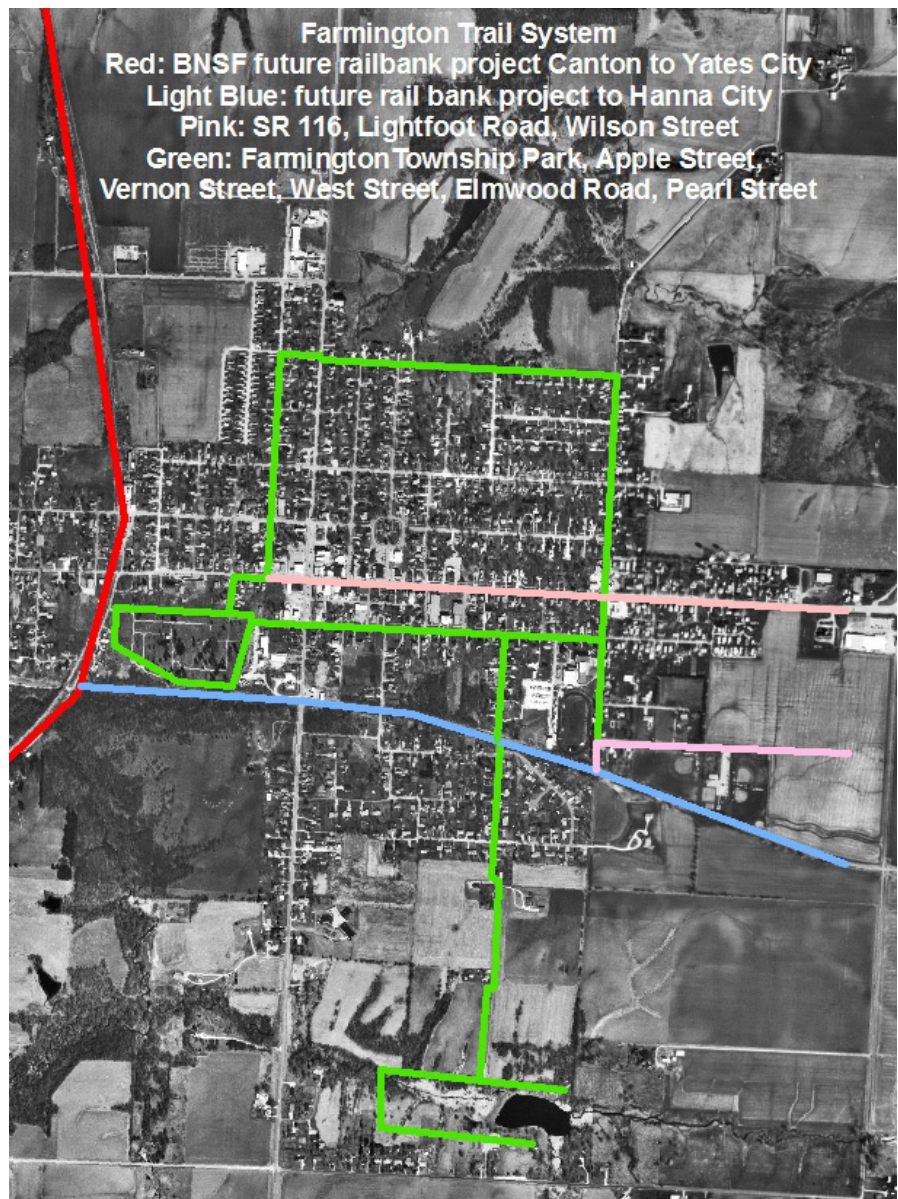 Farmington Trail System
Red: BNSF future railbank project Canton to Yates City
Light Blue: future rail bank project to Hanna City
Pink: SR 116, Lightfoot Road, Wilson Street
Green: Farmington Township Park, Apple Street,
Vernon Street, West Street, Elmwood Road, Pearl Street